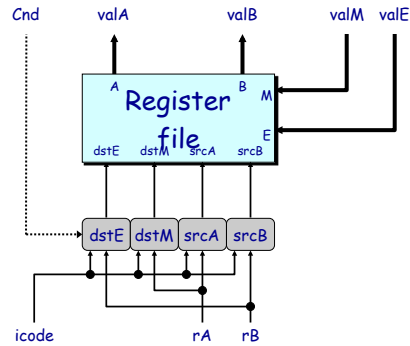 Cnd valA valB valM valE
A B
M
Register
file
E
dstE dstM srcA srcB
dstE dstM srcA srcB
icode rA rB